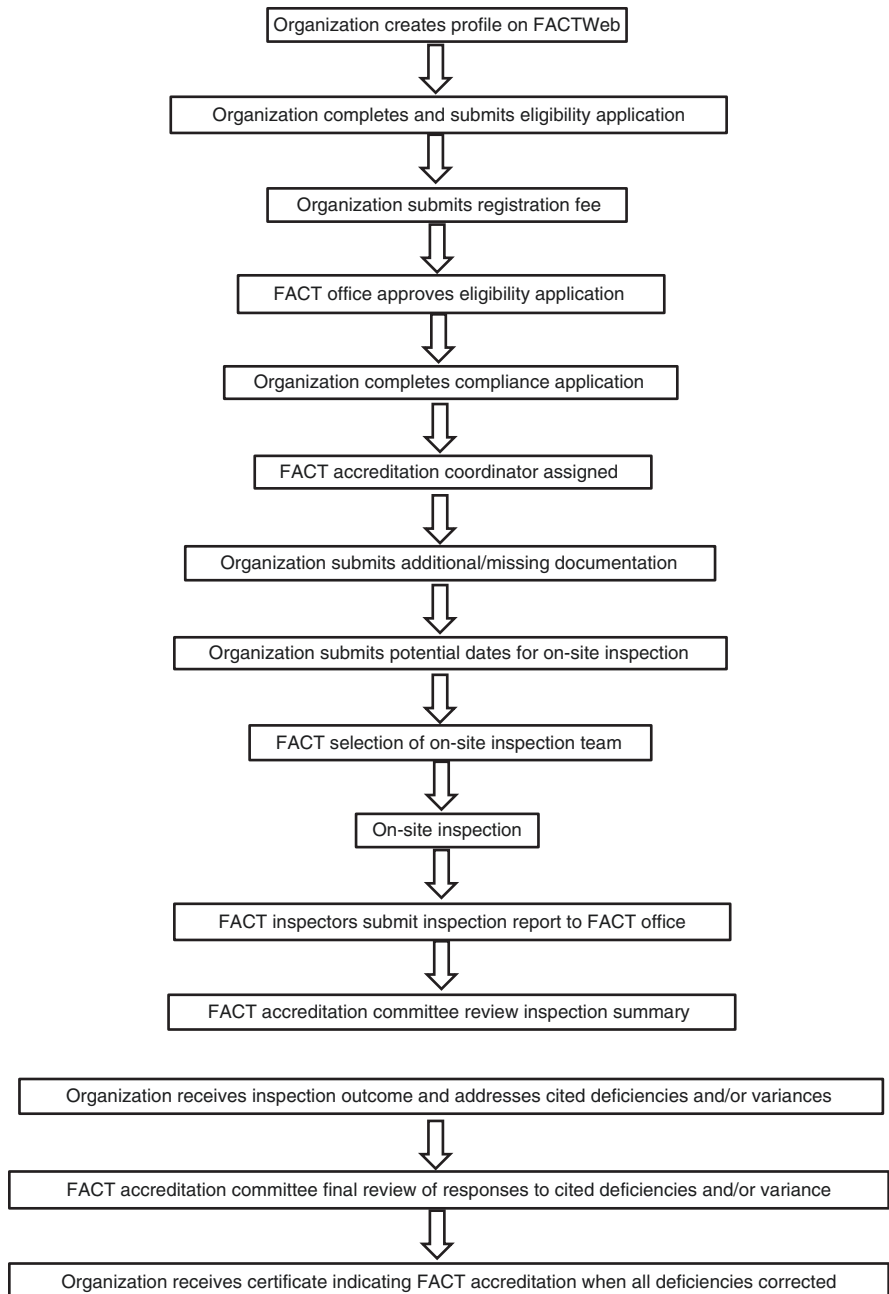 Organization creates profile on FACTWeb
Organization completes and submits eligibility application
Organization submits registration fee
FACT office approves eligibility application
Organization completes compliance application
FACT accreditation coordinator assigned
Organization submits additional/missing documentation
Organization submits potential dates for on-site inspection
FACT selection of on-site inspection team
On-site inspection
FACT inspectors submit inspection report to FACT office
FACT accreditation committee review inspection summary
Organization receives inspection outcome and addresses cited deficiencies and/or variances
FACT accreditation committee final review of responses to cited deficiencies and/or variance
Organization receives certificate indicating FACT accreditation when all deficiencies corrected